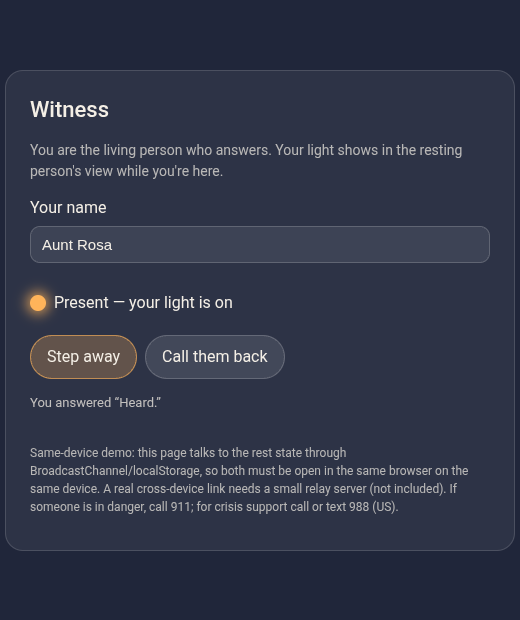 Witness
You are the living person who answers. Your light shows in the resting
person's view while you're here.
Your name
Aunt Rosa
Present — your light is on
Step away
Call them back
You answered “Heard.”
Same-device demo: this page talks to the rest state through
BroadcastChannel/localStorage, so both must be open in the same browser on the
same device. A real cross-device link needs a small relay server (not included). If
someone is in danger, call 911; for crisis support call or text 988 (US).